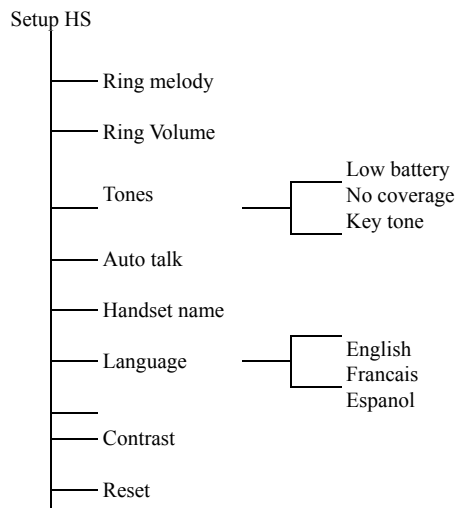 Setup HS
Ring melody
Ring Volume
Tones
Low battery
No coverage
Key tone
Auto talk
Handset name
Language
English
Francais
Espanol
Contrast
Reset